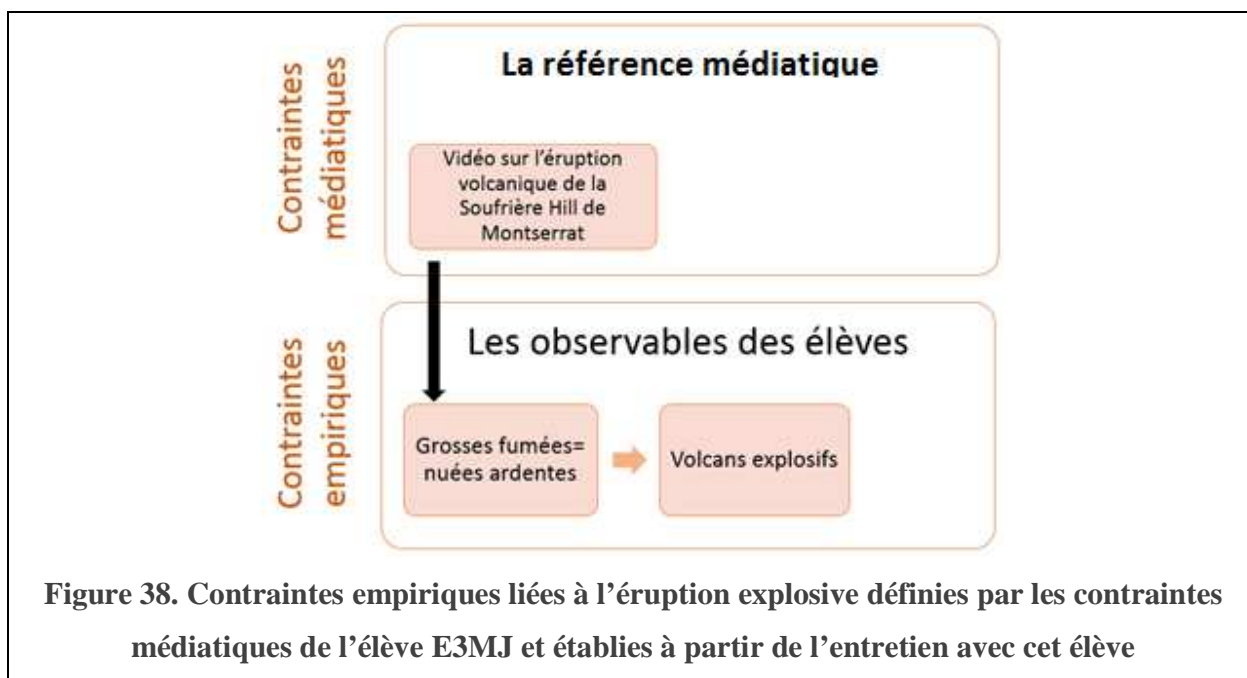 Contraintes
médiatiques
La référence médiatique
Vidéo sur l'éruption
volcanique de la
Soufrière Hill de
Montserrat
Contraintes
empiriques
Les observables des élèves
Grosses fumées=
nuées ardentes
Volcans explosifs
Figure 38. Contraintes empiriques liées à l'éruption explosive définies par les contraintes
médiatiques de l'élève E3MJ et établies à partir de l'entretien avec cet élève